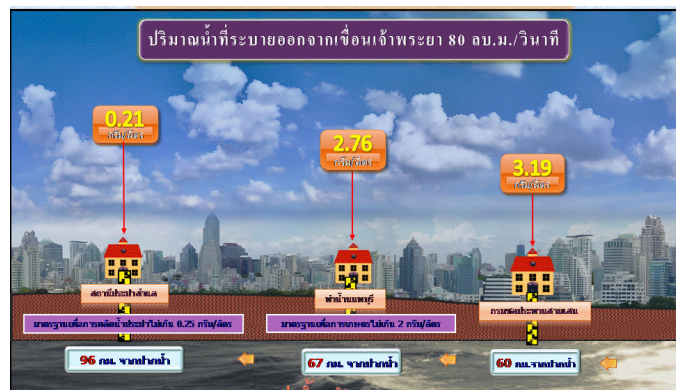 ปริมาณน้ำที่ระบายออกจากเขื่อนเจ้าพระยา 80 ลบ.ม./วินาที
0.21
กรัม/ลิตร
2.76
กรัม/ลิตร
3.19
กรัม/ลิตร
สถานีประปาสำแล
ท่าน้ำนนทบุรี
กรมชลประทานสามเสน
มาตรฐานเพื่อการผลิตน้ำประปาไม่เกิน 0.25 กรัม/ลิตร
มาตรฐานเพื่อการเกษตรไม่เกิน 2 กรัม/ลิตร
96 กม. จากปากน้ำ
67 กม. จากปากน้ำ
60 กม.จากปากน้ำ